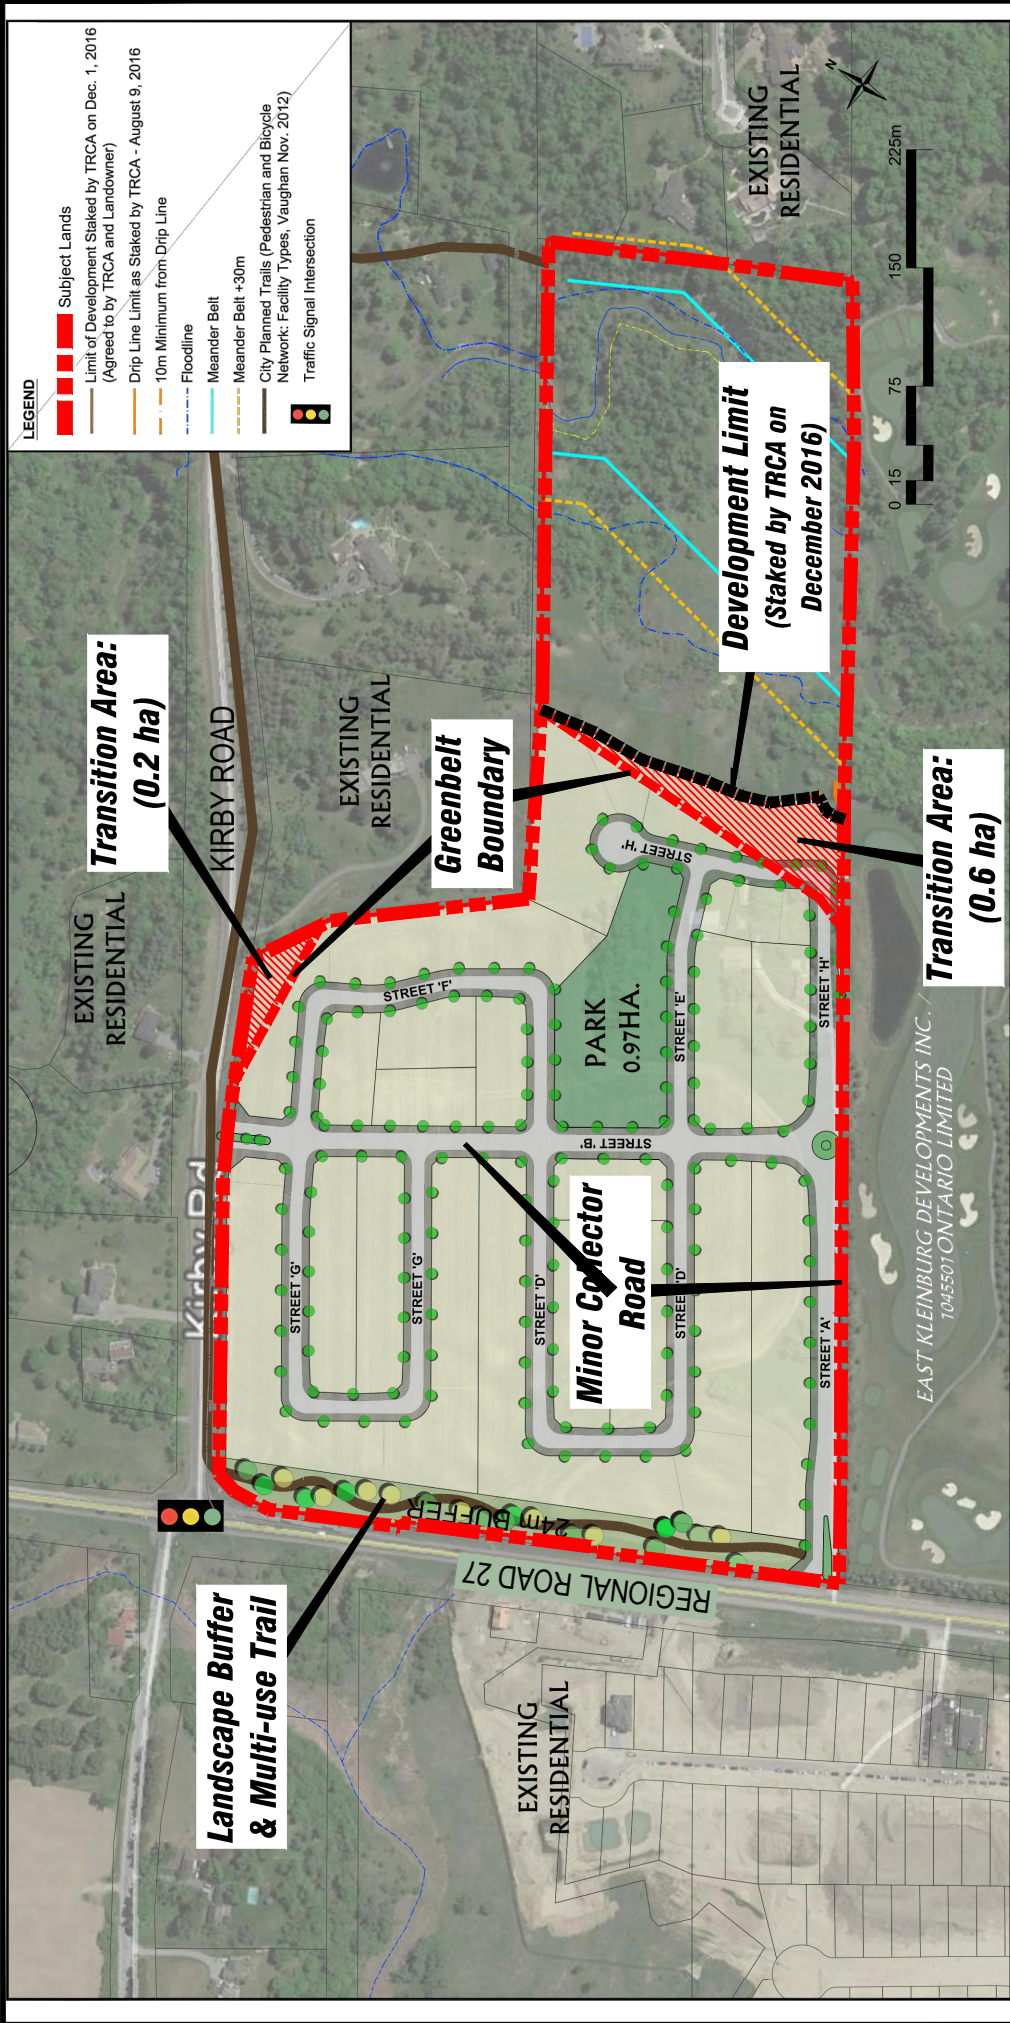 LEGEND
Subject Lands
Limit of Development Staked by TRCA on Dec. 1, 2016
(Agreed to by TRCA and Landowner)
Drip Line Limit as Staked by TRCA - August 9, 2016
10m Minimum from Drip Line
Floodline
Meander Belt
Meander Belt +30m
City Planned Trails (Pedestrian and Bicycle
Network: Facility Types, Vaughan Nov. 2012)
Traffic Signal Intersection
N
EXISTING
RESIDENTIAL
0 15 75 150 225m
Transition Area:
(0.2 ha)
KIRBY ROAD
EXISTING
RESIDENTIAL
EXISTING
RESIDENTIAL
Greenbelt
Boundary
Development Limit
(Staked by TRCA on
December 2016)
Transition Area:
(0.6 ha)
STREET 'H'
STREET 'F'
PARK
0.97HA.
STREET 'E'
STREET 'H'
STREET 'B'
Kirby Rd
STREET 'G'
STREET 'G'
STREET 'D'
Minor Collector
Road
STREET 'D'
STREET 'A'
EAST KLEINBURG DEVELOPMENTS INC. /
1045501 ONTARIO LIMITED
24m BUFFER
REGIONAL ROAD 27
Landscape Buffer
& Multi-use Trail
EXISTING
RESIDENTIAL